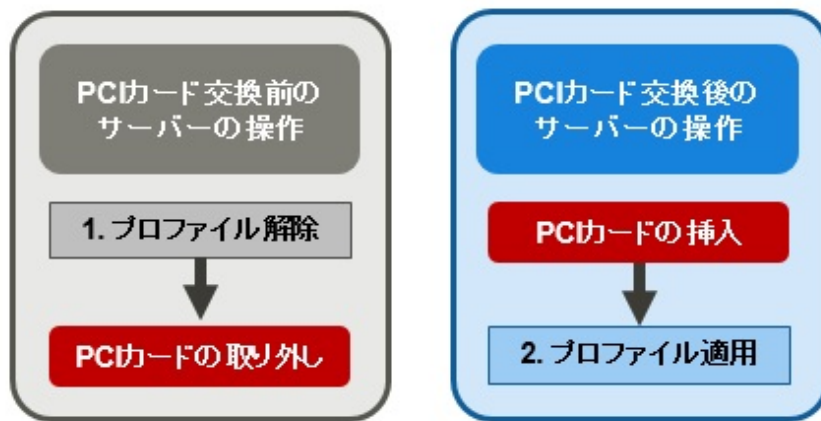 PCIカード交換前の
サーバーの操作
1. プロファイル解除
PCIカードの取り外し
PCIカード交換後の
サーバーの操作
PCIカードの挿入
2. プロファイル適用